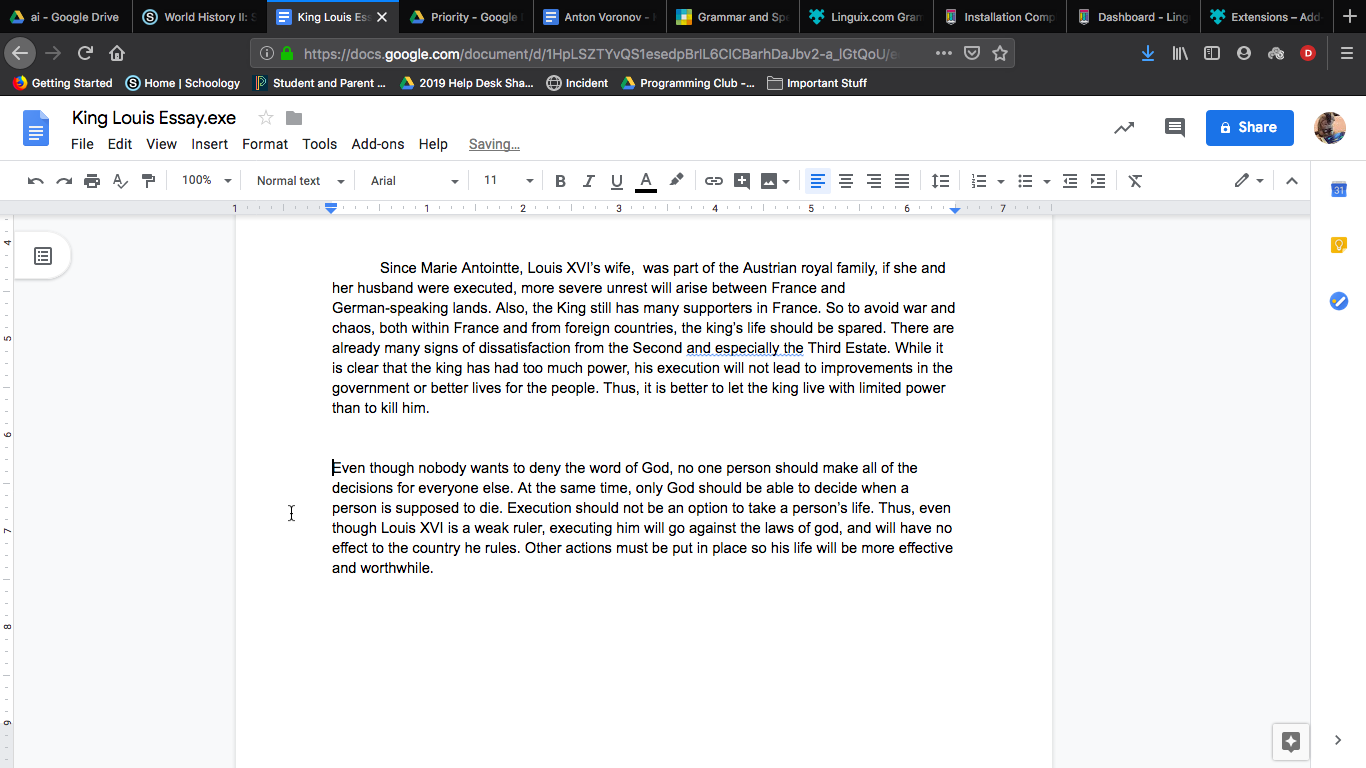 ai - Google Drive
World History II: S
King Louis Ess
Priority - Google
Anton Voronov -
Grammar and Spe
Linguix.com Gram
Installation Comp
Dashboard - Ling
Extensions – Add-
https://docs.google.com/document/d/1HpLSZTYvQS1esedpBrlL6ClCBarhDaJbv2-a_lGtQoU/e
D
Getting Started
Home | Schoology
Student and Parent ...
2019 Help Desk Sha...
Incident
Programming Club -...
Important Stuff
King Louis Essay.exe
File Edit View Insert Format Tools Add-ons Help Saving...
Share
100% Normal text Arial 11 B I U A
31
1 1 2 3 4 5 6 7
4
5
6
7
8
9
Since Marie Antointte, Louis XVI's wife, was part of the Austrian royal family, if she and
her husband were executed, more severe unrest will arise between France and
German-speaking lands. Also, the King still has many supporters in France. So to avoid war and
chaos, both within France and from foreign countries, the king's life should be spared. There are
already many signs of dissatisfaction from the Second and especially the Third Estate. While it
is clear that the king has had too much power, his execution will not lead to improvements in the
government or better lives for the people. Thus, it is better to let the king live with limited power
than to kill him.
Even though nobody wants to deny the word of God, no one person should make all of the
decisions for everyone else. At the same time, only God should be able to decide when a
person is supposed to die. Execution should not be an option to take a person's life. Thus, even
though Louis XVI is a weak ruler, executing him will go against the laws of god, and will have no
effect to the country he rules. Other actions must be put in place so his life will be more effective
and worthwhile.